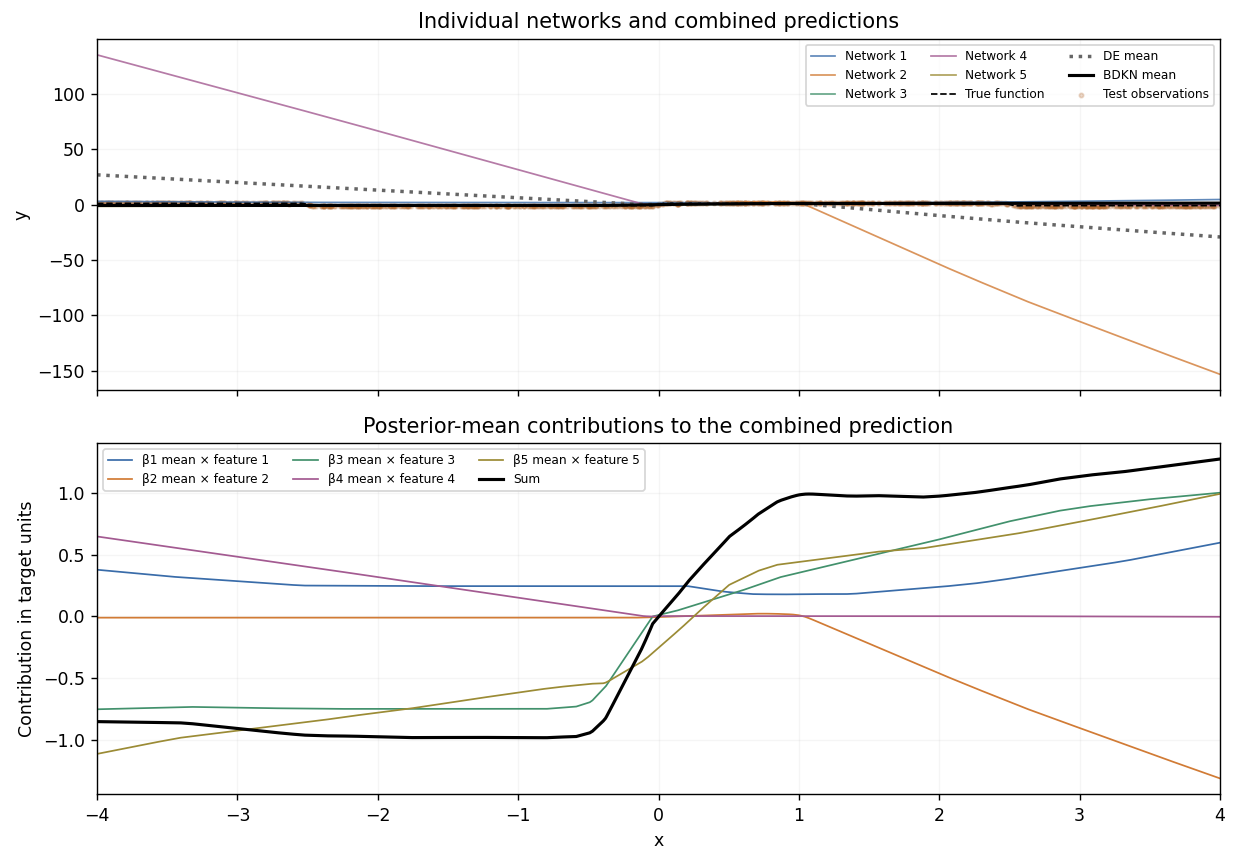 Individual networks and combined predictions
Network 1
Network 2
Network 3
Network 4
Network 5
True function
DE mean
BDKN mean
Test observations
100
50
0
−50
−100
−150
y
Posterior-mean contributions to the combined prediction
β1 mean × feature 1
β2 mean × feature 2
β3 mean × feature 3
β4 mean × feature 4
β5 mean × feature 5
Sum
1.0
0.5
0.0
−0.5
−1.0
Contribution in target units
−4 −3 −2 −1 0 1 2 3 4
x